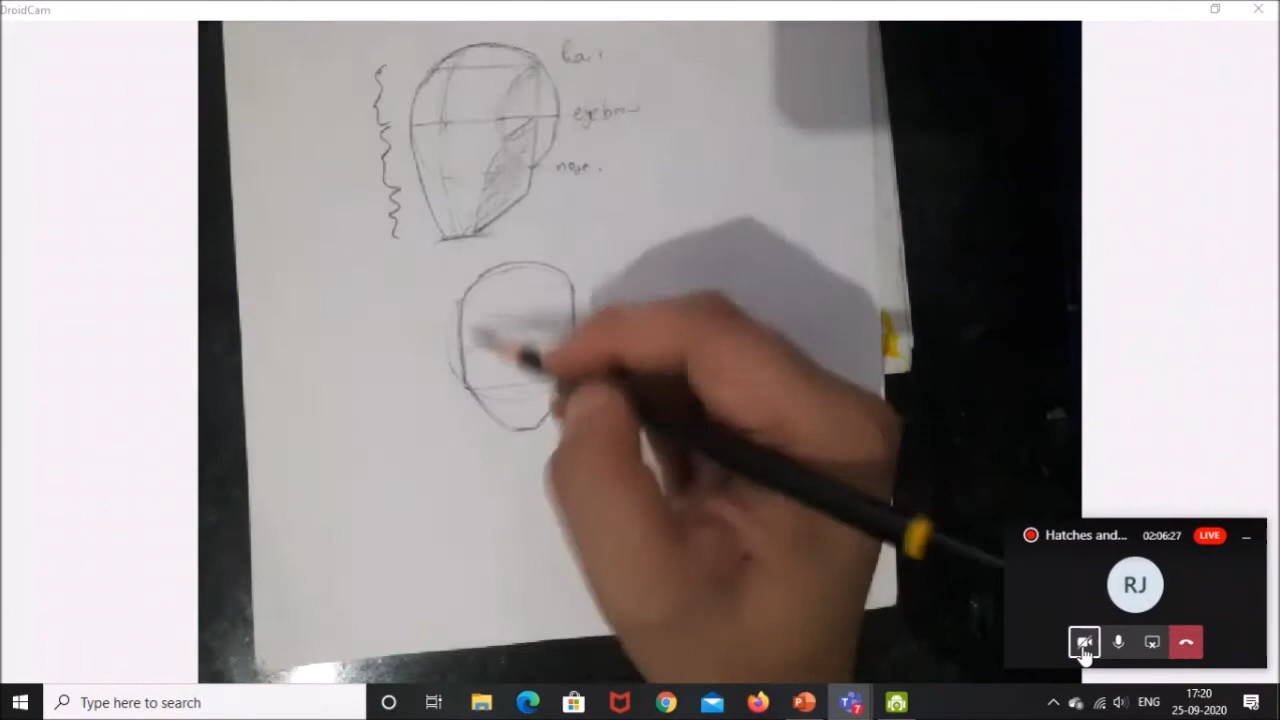 DroidCam
eyebrow
nose.
Hatches and... 02:06:27 LIVE
RJ
Type here to search
7
ENG
17:20
25-09-2020